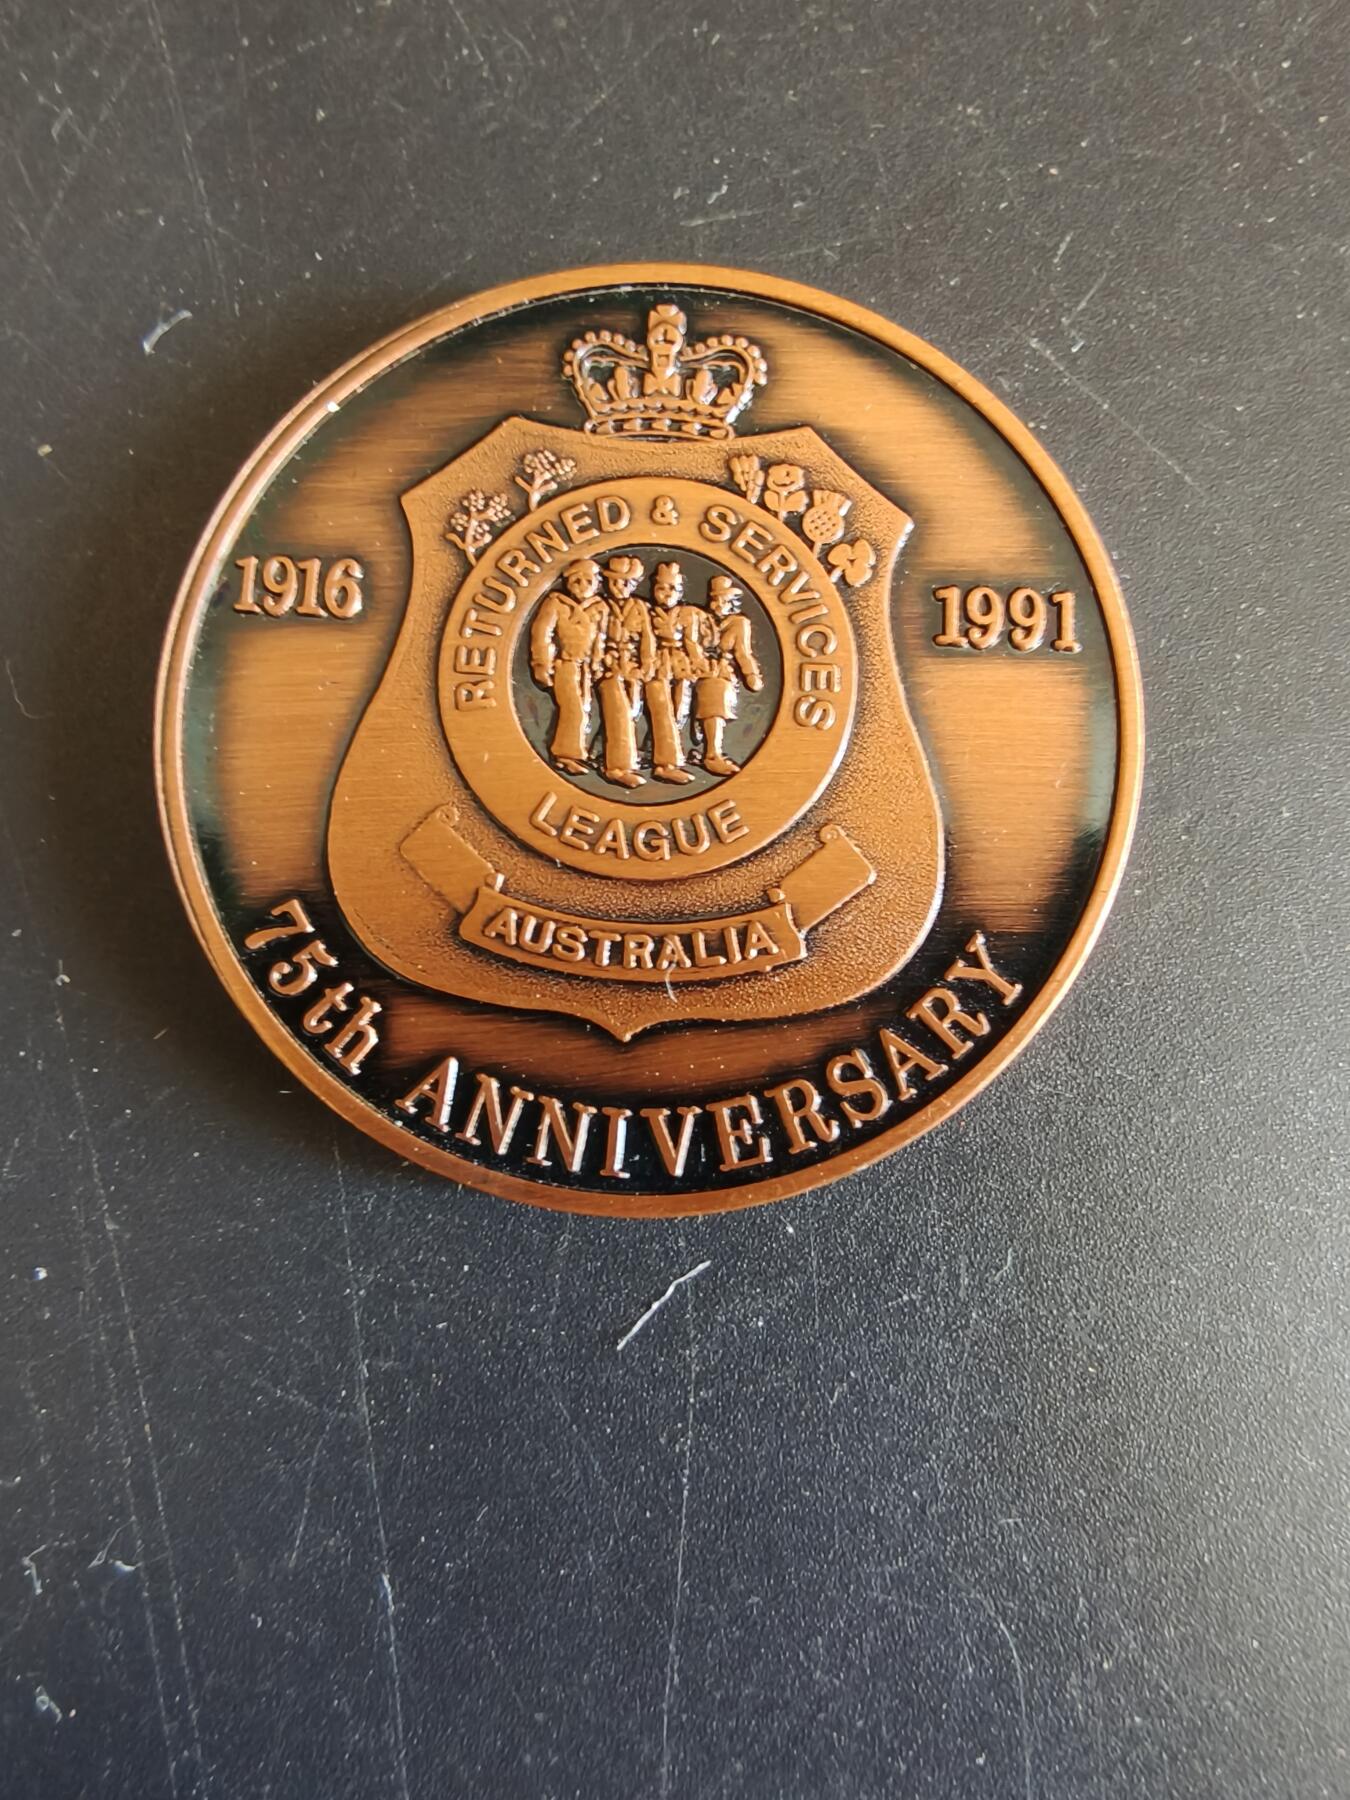 1916
1991
RETURNED & SERVICES
LEAGUE
AUSTRALIA
75th ANNIVERSARY